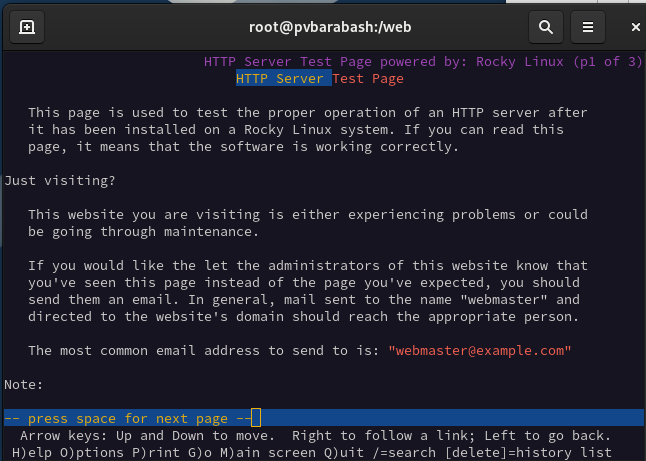 root@pvbarabash:/web
HTTP Server Test Page powered by: Rocky Linux (p1 of 3)
HTTP Server Test Page
This page is used to test the proper operation of an HTTP server after
it has been installed on a Rocky Linux system. If you can read this
page, it means that the software is working correctly.
Just visiting?
This website you are visiting is either experiencing problems or could
be going through maintenance.
If you would like the let the administrators of this website know that
you've seen this page instead of the page you've expected, you should
send them an email. In general, mail sent to the name "webmaster" and
directed to the website's domain should reach the appropriate person.
The most common email address to send to is: "webmaster@example.com"
Note:
-- press space for next page --
Arrow keys: Up and Down to move.  Right to follow a link; Left to go back.
H)elp O)ptions P)rint G)o M)ain screen Q)uit /=search [delete]=history list